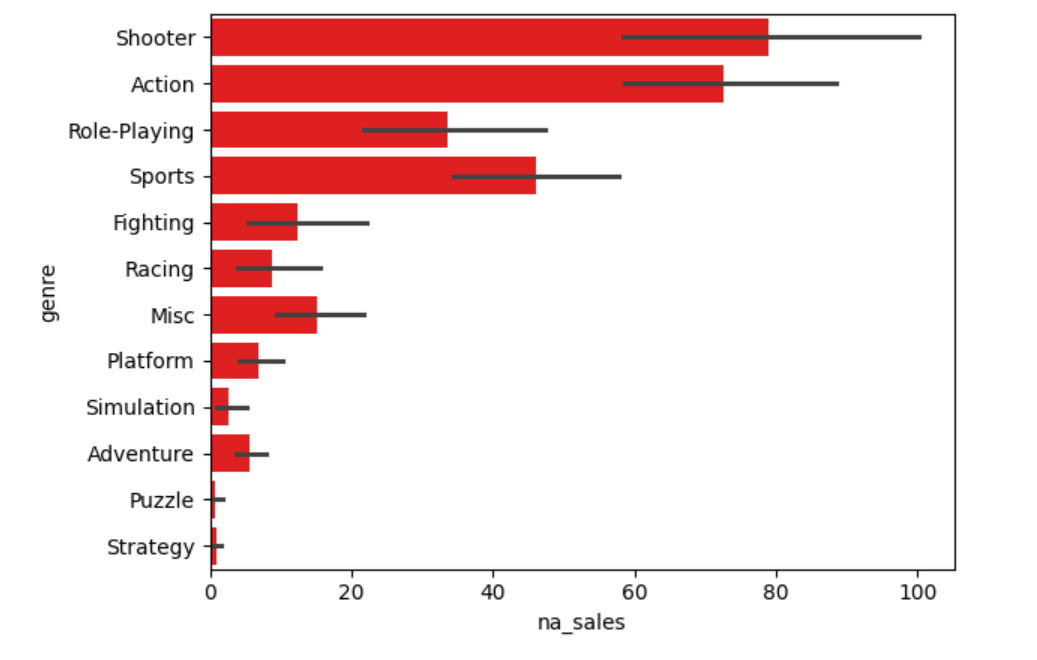 Shooter
Action
Role-Playing
Sports
Fighting
Racing
Misc
Platform
Simulation
Adventure
Puzzle
Strategy
genre
0 20 40 60 80 100
na_sales